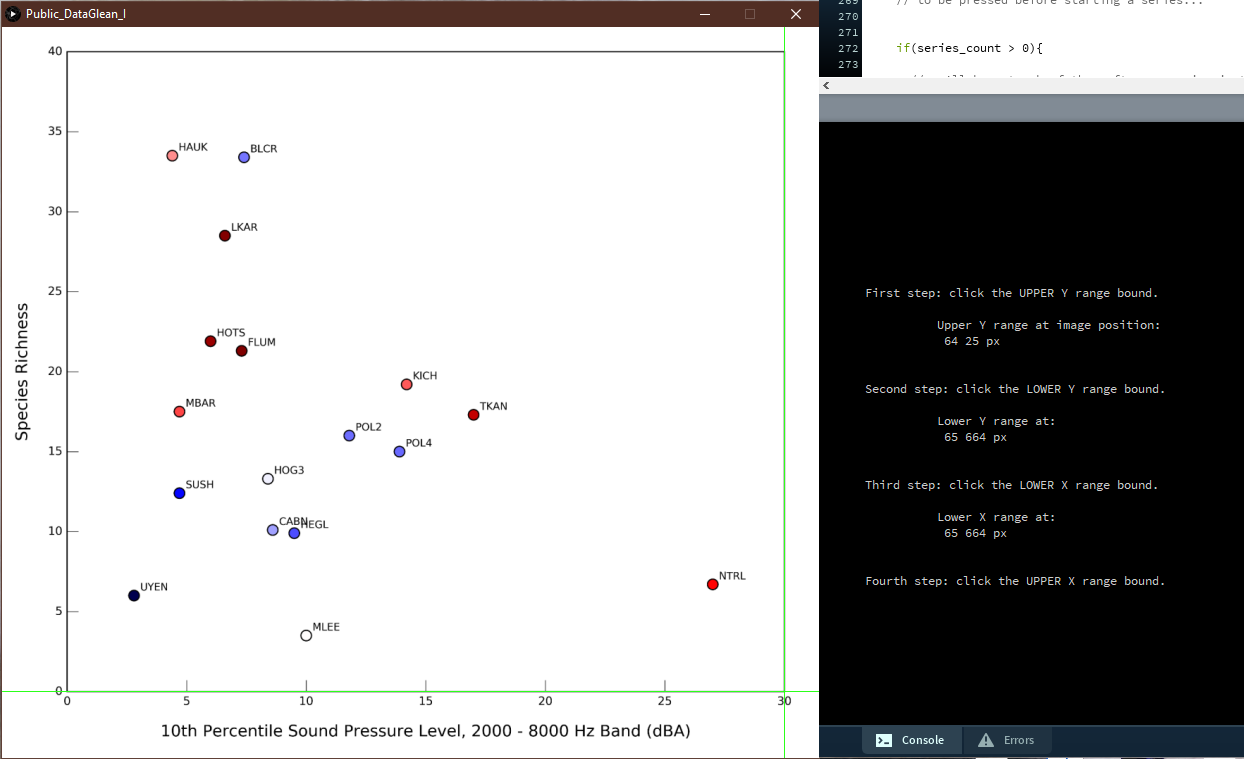 Public_DataGlean_I
40
35
30
25
20
15
10
5
0
Species Richness
HAUK
BLCR
LKAR
HOTS
FLUM
KICH
MBAR
TKAN
POL2
POL4
HOG3
SUSH
CABN
HEGL
UYEN
NTRL
MLEE
0 5 10 15 20 25 30
10th Percentile Sound Pressure Level, 2000 - 8000 Hz Band (dBA)
269 // to be pressed before starting a series...
270
271
272 if(series_count > 0){
273
First step: click the UPPER Y range bound.
Upper Y range at image position:
64 25 px
Second step: click the LOWER Y range bound.
Lower Y range at:
65 664 px
Third step: click the LOWER X range bound.
Lower X range at:
65 664 px
Fourth step: click the UPPER X range bound.
Console Errors